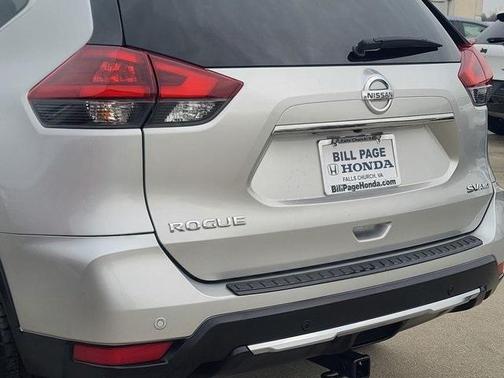 NISSAN
BILL PAGE
HONDA
FALLS CHURCH, VA
BillPageHonda.com
SV
ROGUE